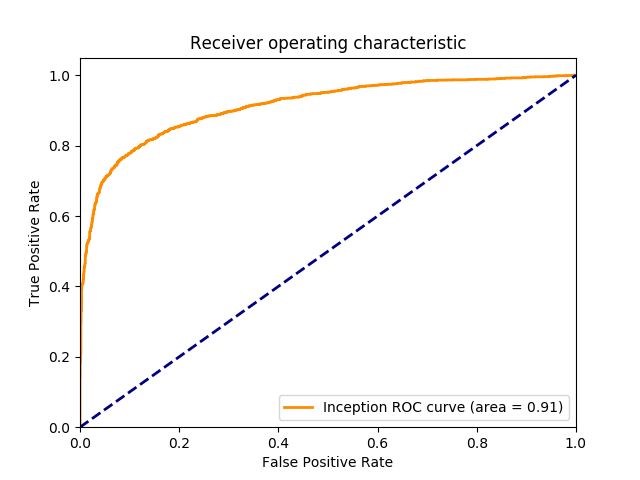 Receiver operating characteristic
True Positive Rate
1.0
0.8
0.6
0.4
0.2
0.0
Inception ROC curve (area = 0.91)
0.0 0.2 0.4 0.6 0.8 1.0
False Positive Rate